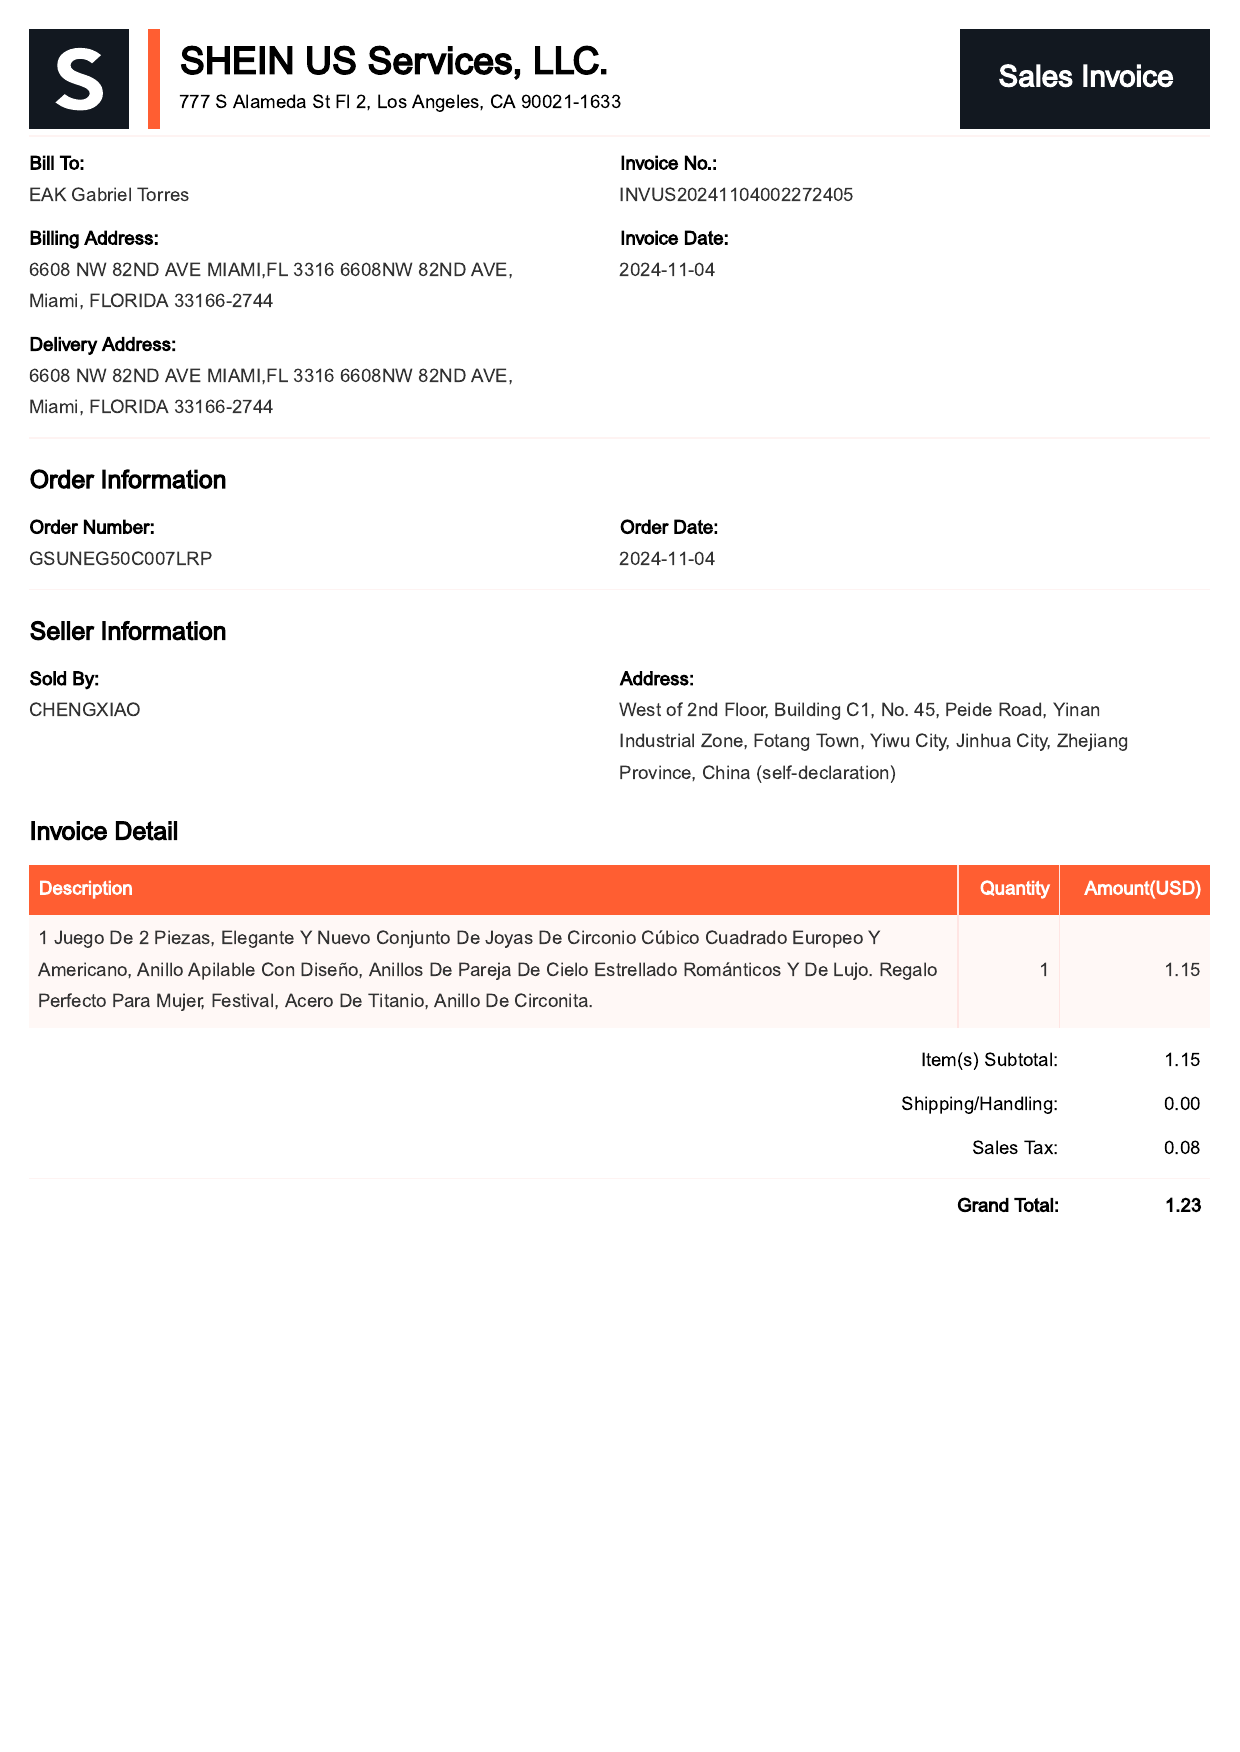 S
SHEIN US Services, LLC.
777 S Alameda St Fl 2, Los Angeles, CA 90021-1633
Sales Invoice
Bill To:
EAK Gabriel Torres
Invoice No.:
INVUS20241104002272405
Billing Address:
6608 NW 82ND AVE MIAMI,FL 3316 6608NW 82ND AVE,
Miami, FLORIDA 33166-2744
Invoice Date:
2024-11-04
Delivery Address:
6608 NW 82ND AVE MIAMI,FL 3316 6608NW 82ND AVE,
Miami, FLORIDA 33166-2744
Order Information
Order Number:
GSUNEG50C007LRP
Order Date:
2024-11-04
Seller Information
Sold By:
CHENGXIAO
Address:
West of 2nd Floor, Building C1, No. 45, Peide Road, Yinan
Industrial Zone, Fotang Town, Yiwu City, Jinhua City, Zhejiang
Province, China (self-declaration)
Invoice Detail
Description Quantity Amount(USD)
1 Juego De 2 Piezas, Elegante Y Nuevo Conjunto De Joyas De Circonio Cúbico Cuadrado Europeo Y
Americano, Anillo Apilable Con Diseño, Anillos De Pareja De Cielo Estrellado Románticos Y De Lujo. Regalo
Perfecto Para Mujer, Festival, Acero De Titanio, Anillo De Circonita.
1 1.15
Item(s) Subtotal: 1.15
Shipping/Handling: 0.00
Sales Tax: 0.08
Grand Total: 1.23